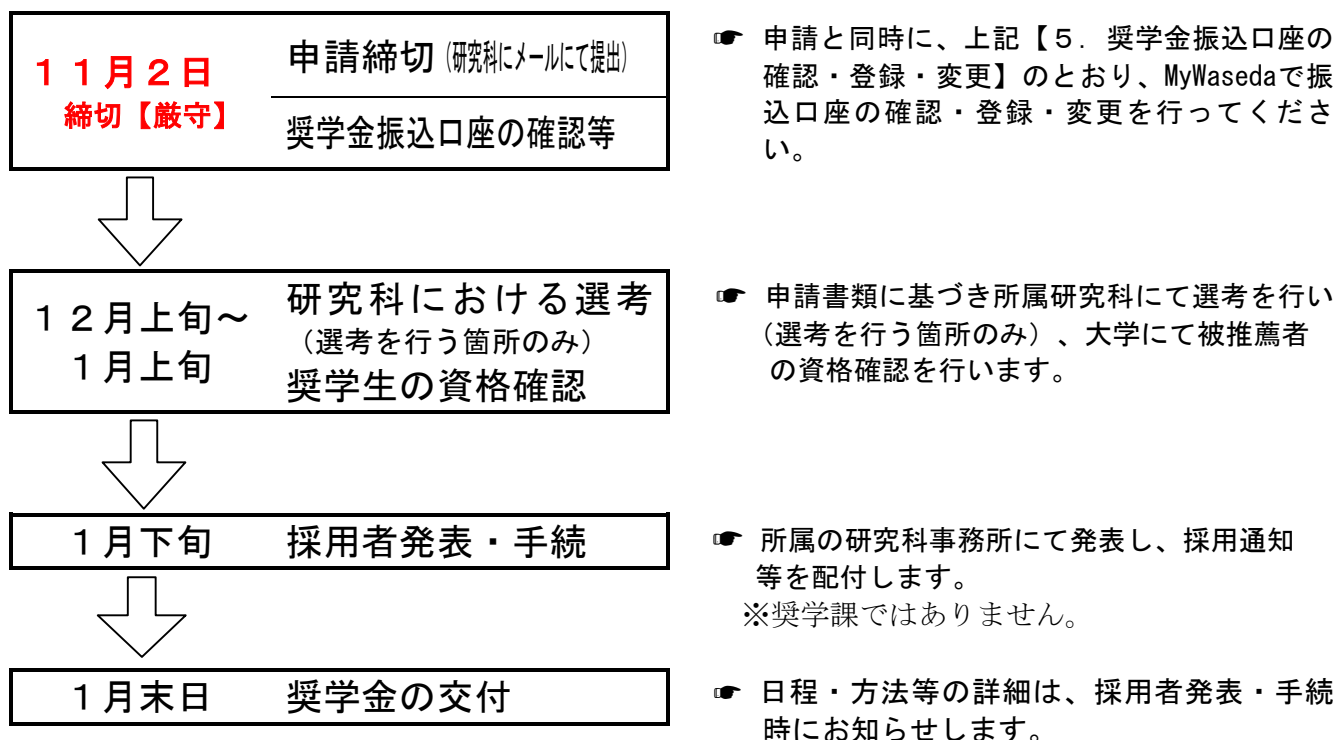 １１月２日
締切【厳守】
申請締切（研究科にメールにて提出）
奨学金振込口座の確認等
☛ 申請と同時に、上記【５．奨学金振込口座の
確認・登録・変更】のとおり、MyWasedaで振
込口座の確認・登録・変更を行ってくださ
い。
１２月上旬～
１月上旬
研究科における選考
（選考を行う箇所のみ）
奨学生の資格確認
☛ 申請書類に基づき所属研究科にて選考を行い
（選考を行う箇所のみ）、大学にて被推薦者
の資格確認を行います。
１月下旬 採用者発表・手続
☛ 所属の研究科事務所にて発表し、採用通知
等を配付します。
※奨学課ではありません。
１月末日 奨学金の交付
☛ 日程・方法等の詳細は、採用者発表・手続
時にお知らせします。